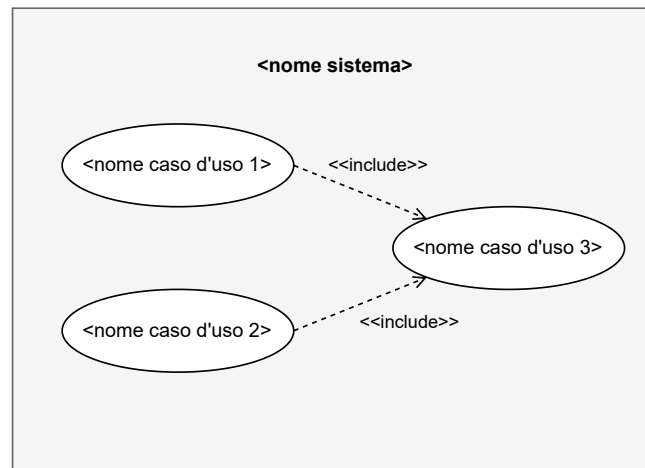 <nome sistema>
<nome caso d'uso 1>
<<include>>
<nome caso d'uso 3>
<nome caso d'uso 2>
<<include>>